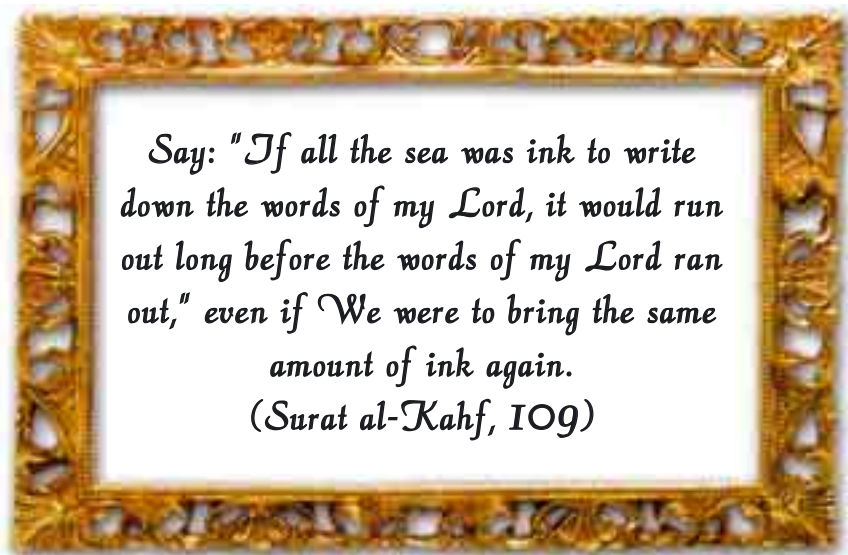 Say: "If all the sea was ink to write
down the words of my Lord, it would run
out long before the words of my Lord ran
out," even if We were to bring the same
amount of ink again.
(Surat al-Kahf, 109)